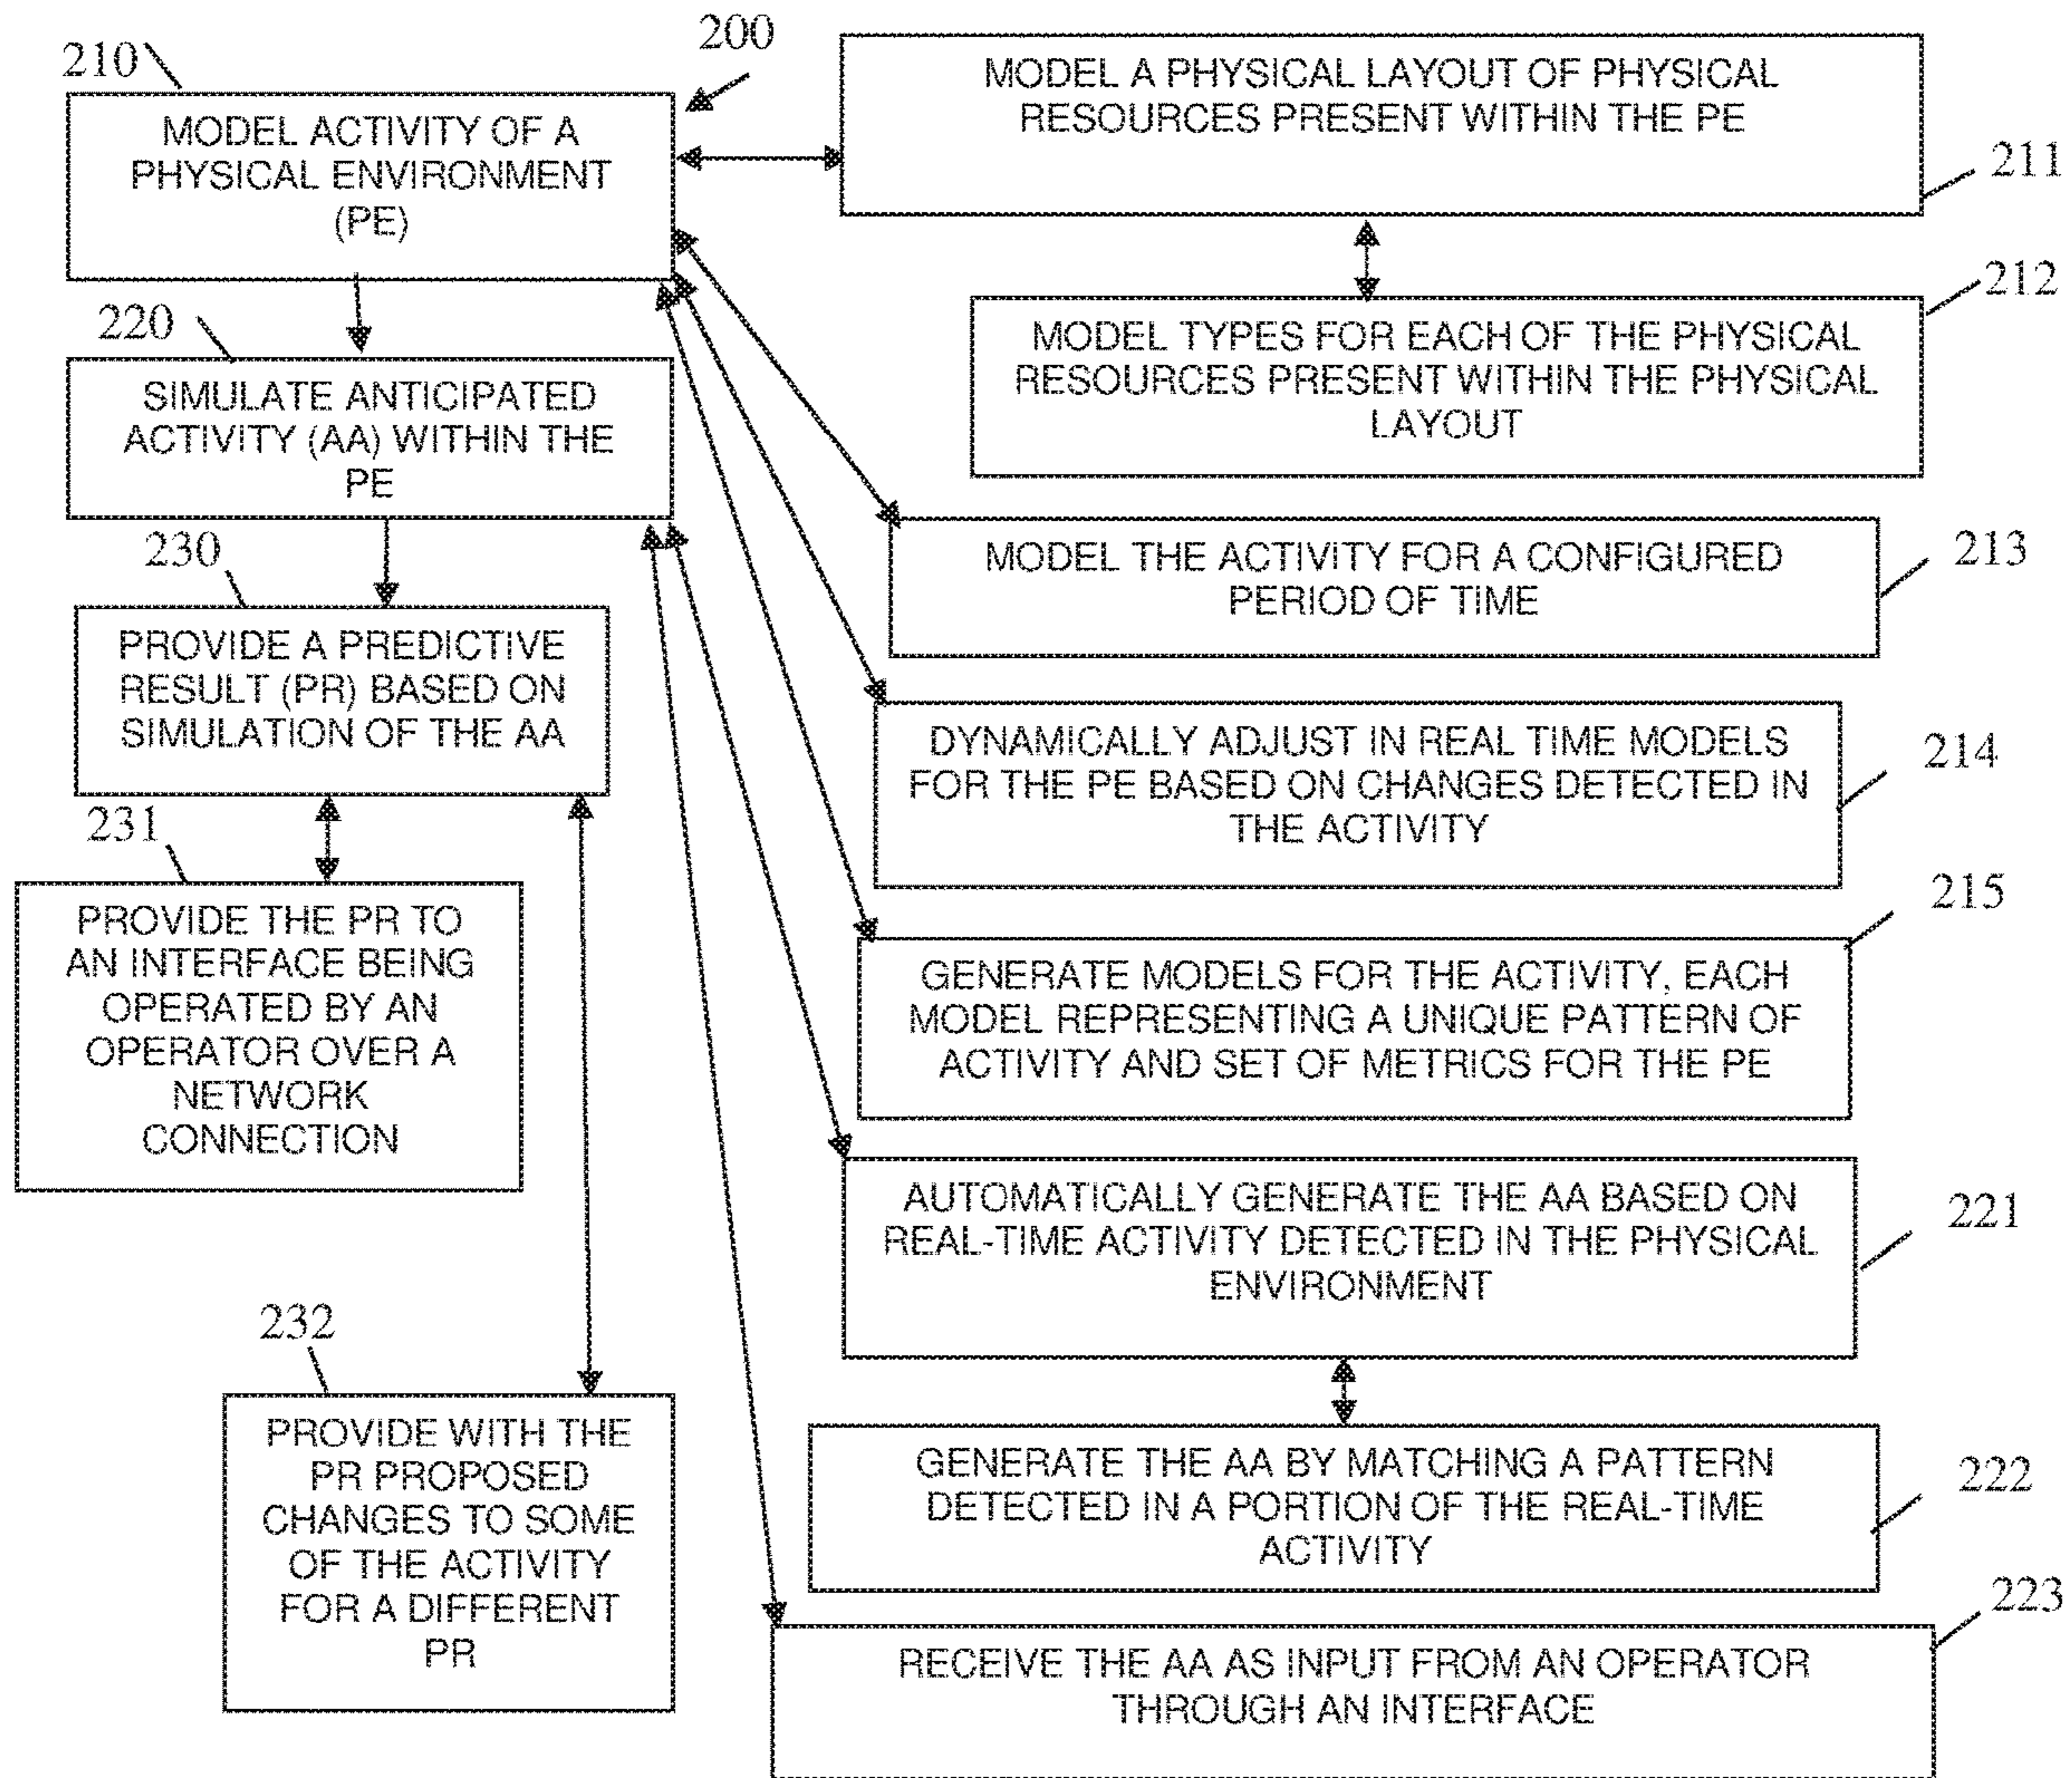 200
210
MODEL ACTIVITY OF A
PHYSICAL ENVIRONMENT
(PE)
MODEL A PHYSICAL LAYOUT OF PHYSICAL
RESOURCES PRESENT WITHIN THE PE
211
212
MODEL TYPES FOR EACH OF THE PHYSICAL
RESOURCES PRESENT WITHIN THE PHYSICAL
LAYOUT
220
SIMULATE ANTICIPATED
ACTIVITY (AA) WITHIN THE
PE
213
MODEL THE ACTIVITY FOR A CONFIGURED
PERIOD OF TIME
230
PROVIDE A PREDICTIVE
RESULT (PR) BASED ON
SIMULATION OF THE AA
214
DYNAMICALLY ADJUST IN REAL TIME MODELS
FOR THE PE BASED ON CHANGES DETECTED IN
THE ACTIVITY
231
PROVIDE THE PR TO
AN INTERFACE BEING
OPERATED BY AN
OPERATOR OVER A
NETWORK
CONNECTION
215
GENERATE MODELS FOR THE ACTIVITY, EACH
MODEL REPRESENTING A UNIQUE PATTERN OF
ACTIVITY AND SET OF METRICS FOR THE PE
221
AUTOMATICALLY GENERATE THE AA BASED ON
REAL-TIME ACTIVITY DETECTED IN THE PHYSICAL
ENVIRONMENT
232
PROVIDE WITH THE
PR PROPOSED
CHANGES TO SOME
OF THE ACTIVITY
FOR A DIFFERENT
PR
222
GENERATE THE AA BY MATCHING A PATTERN
DETECTED IN A PORTION OF THE REAL-TIME
ACTIVITY
223
RECEIVE THE AA AS INPUT FROM AN OPERATOR
THROUGH AN INTERFACE